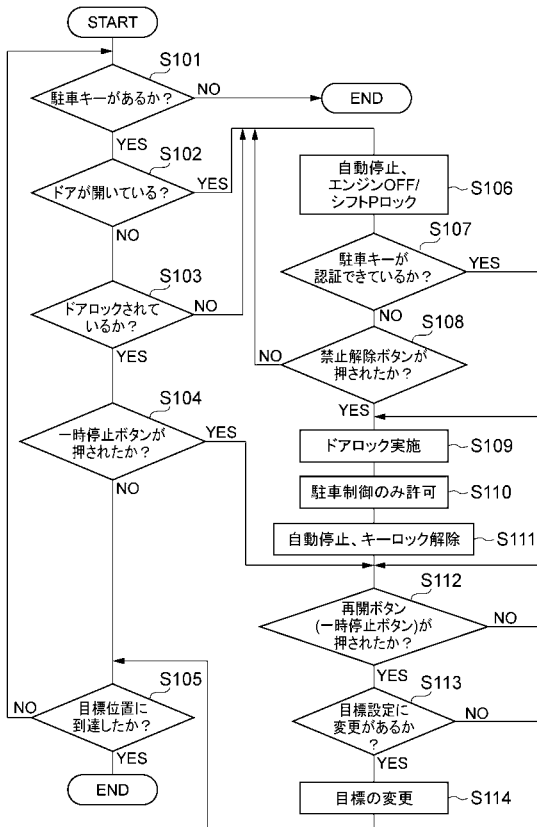 START
S101
駐車キーがあるか？
NO
END
YES
S102
ドアが開いている？
YES
NO
S103
ドアロックされて
いるか？
NO
YES
S104
一時停止ボタンが
押されたか？
YES
NO
S105
目標位置に
到達したか？
NO
YES
END
自動停止、
エンジンOFF/
シフトPロック
S106
S107
駐車キーが
認証できているか？
YES
NO
S108
禁止解除ボタンが
押されたか？
NO
YES
ドアロック実施
S109
駐車制御のみ許可
S110
自動停止、キーロック解除
S111
S112
再開ボタン
(一時停止ボタン)が
押されたか？
NO
YES
S113
目標設定に
変更があるか
？
NO
YES
目標の変更
S114